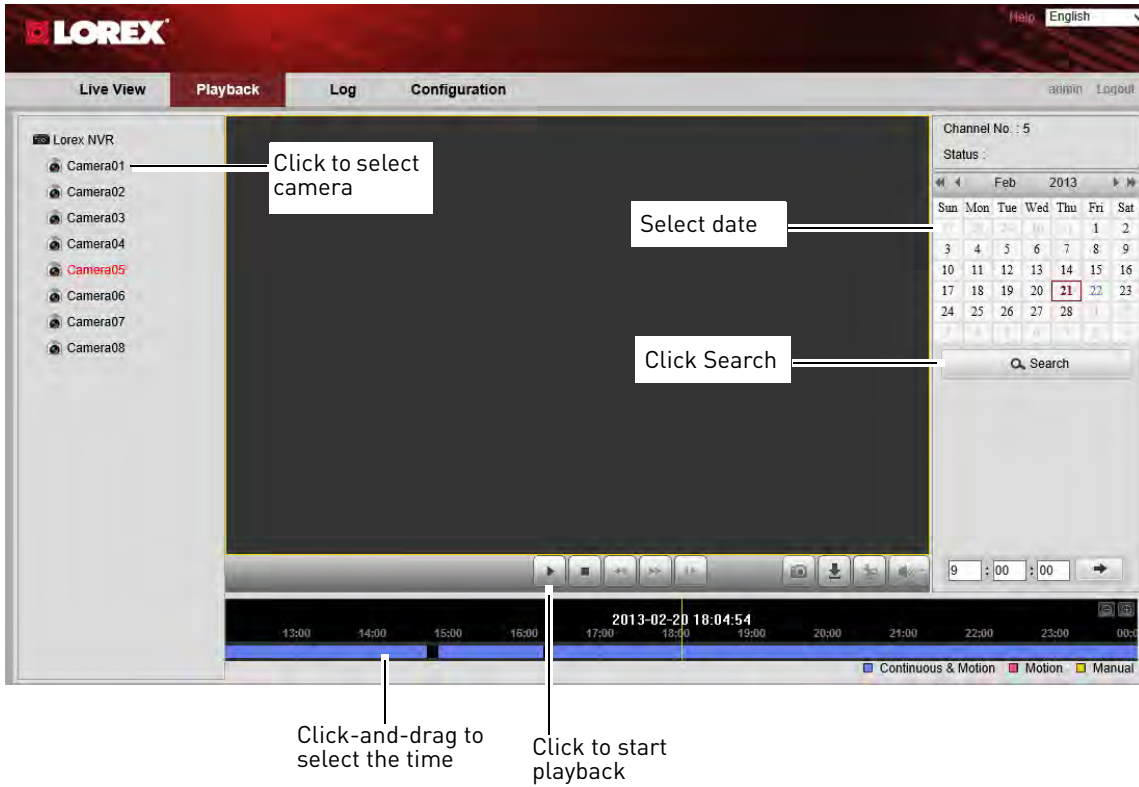 Help English
LOREX
Live View Playback Log Configuration admin Logout
Lorex NVR
Camera01
Camera02
Camera03
Camera04
Camera05
Camera06
Camera07
Camera08
Click to select
camera
Select date
Click Search
Channel No. : 5
Status :
Feb 2013
Sun Mon Tue Wed Thu Fri Sat
1 2
3 4 5 6 7 8 9
10 11 12 13 14 15 16
17 18 19 20 21 22 23
24 25 26 27 28
Search
9 : 00 : 00
2013-02-20 18:04:54
13:00 14:00 15:00 16:00 17:00 18:00 19:00 20:00 21:00 22:00 23:00
Continuous & Motion Motion Manual
Click-and-drag to
select the time
Click to start
playback